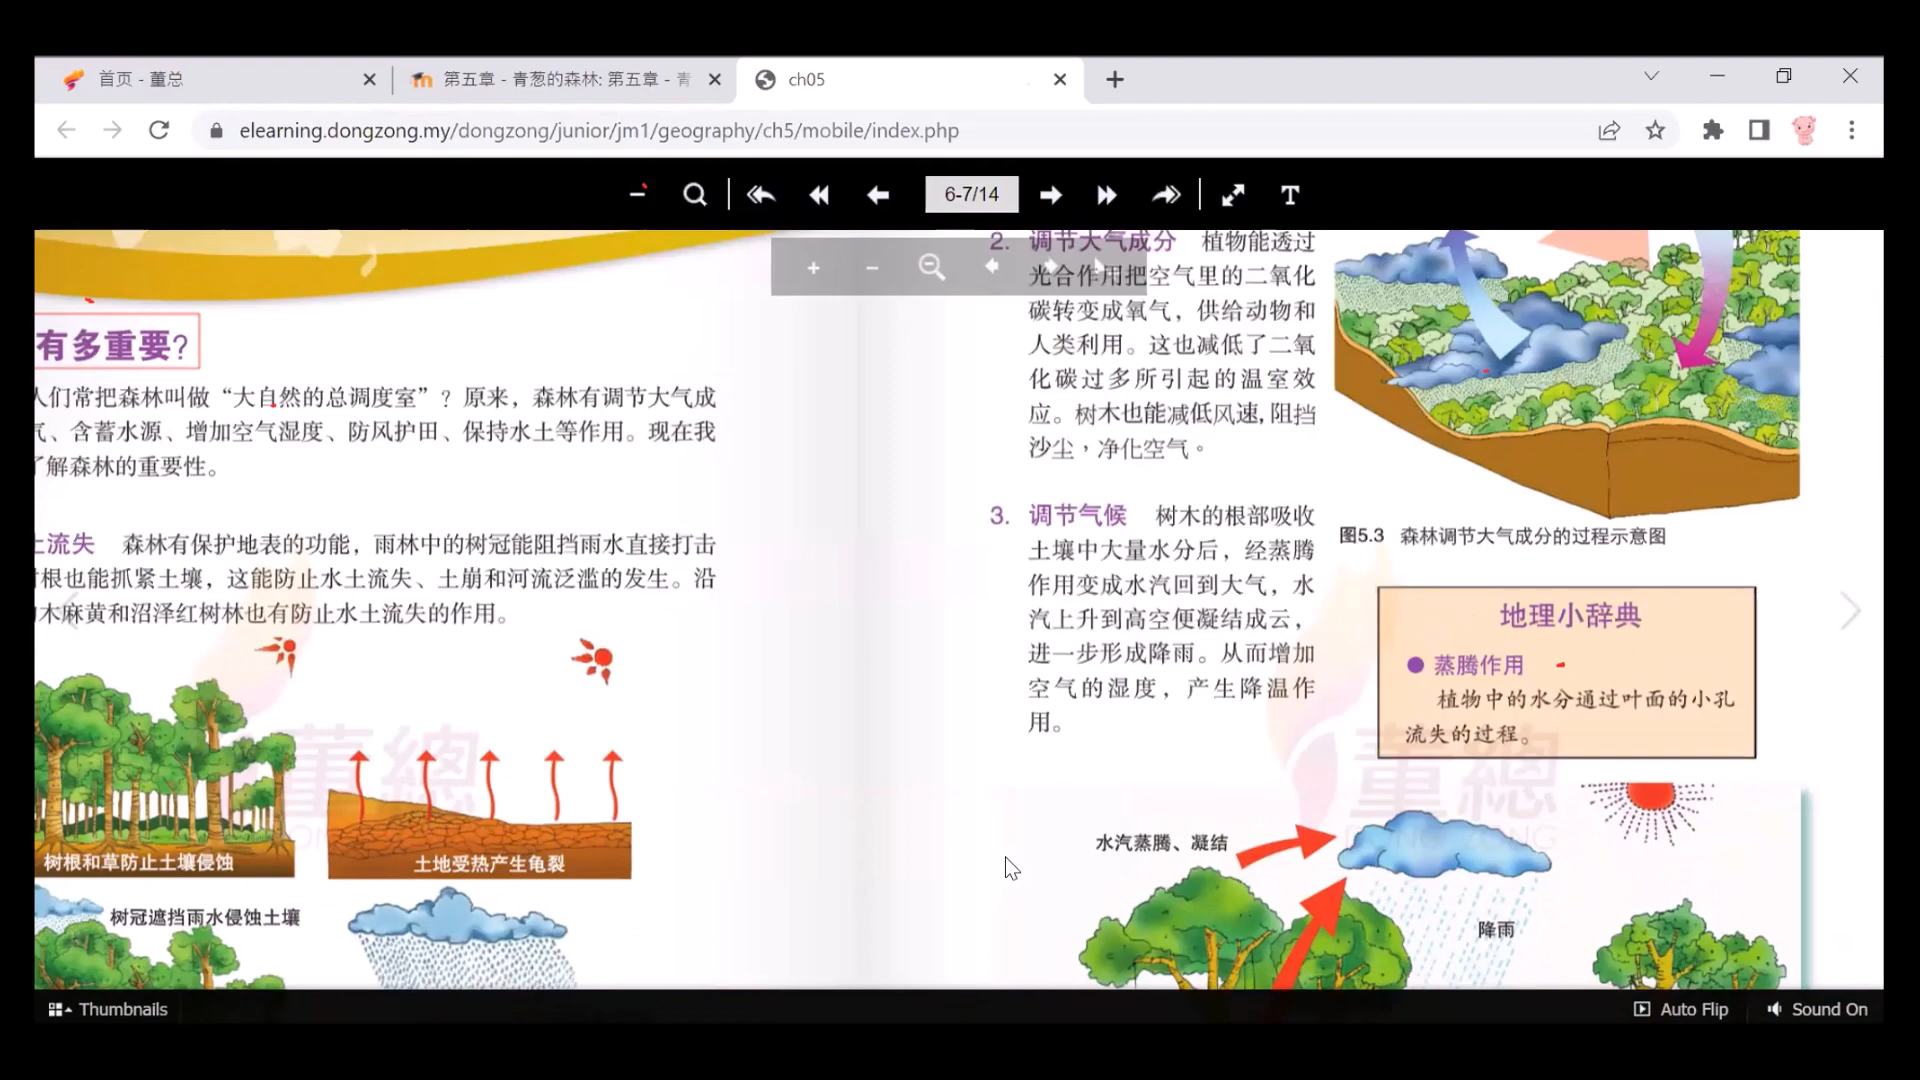 首页 - 董总
第五章 - 青葱的森林: 第五章 - 青
ch05
elearning.dongzong.my/dongzong/junior/jm1/geography/ch5/mobile/index.php
6-7/14
有多重要?
人们常把森林叫做“大自然的总调度室”？原来，森林有调节大气成
气、含蓄水源、增加空气湿度、防风护田、保持水土等作用。现在我
了解森林的重要性。
土流失 森林有保护地表的功能，雨林中的树冠能阻挡雨水直接打击
树根也能抓紧土壤，这能防止水土流失、土崩和河流泛滥的发生。沿
木麻黄和沼泽红树林也有防止水土流失的作用。
树根和草防止土壤侵蚀
土地受热产生龟裂
树冠遮挡雨水侵蚀土壤
2. 调节大气成分 植物能透过
光合作用把空气里的二氧化
碳转变成氧气，供给动物和
人类利用。这也减低了二氧
化碳过多所引起的温室效
应。树木也能减低风速，阻挡
沙尘，净化空气。
3. 调节气候 树木的根部吸收
土壤中大量水分后，经蒸腾
作用变成水汽回到大气，水
汽上升到高空便凝结成云，
进一步形成降雨。从而增加
空气的湿度，产生降温作
用。
图5.3 森林调节大气成分的过程示意图
地理小辞典
● 蒸腾作用
植物中的水分通过叶面的小孔
流失的过程。
水汽蒸腾、凝结
降雨
董總
董總
DONG ZONG
Thumbnails
Auto Flip
Sound On